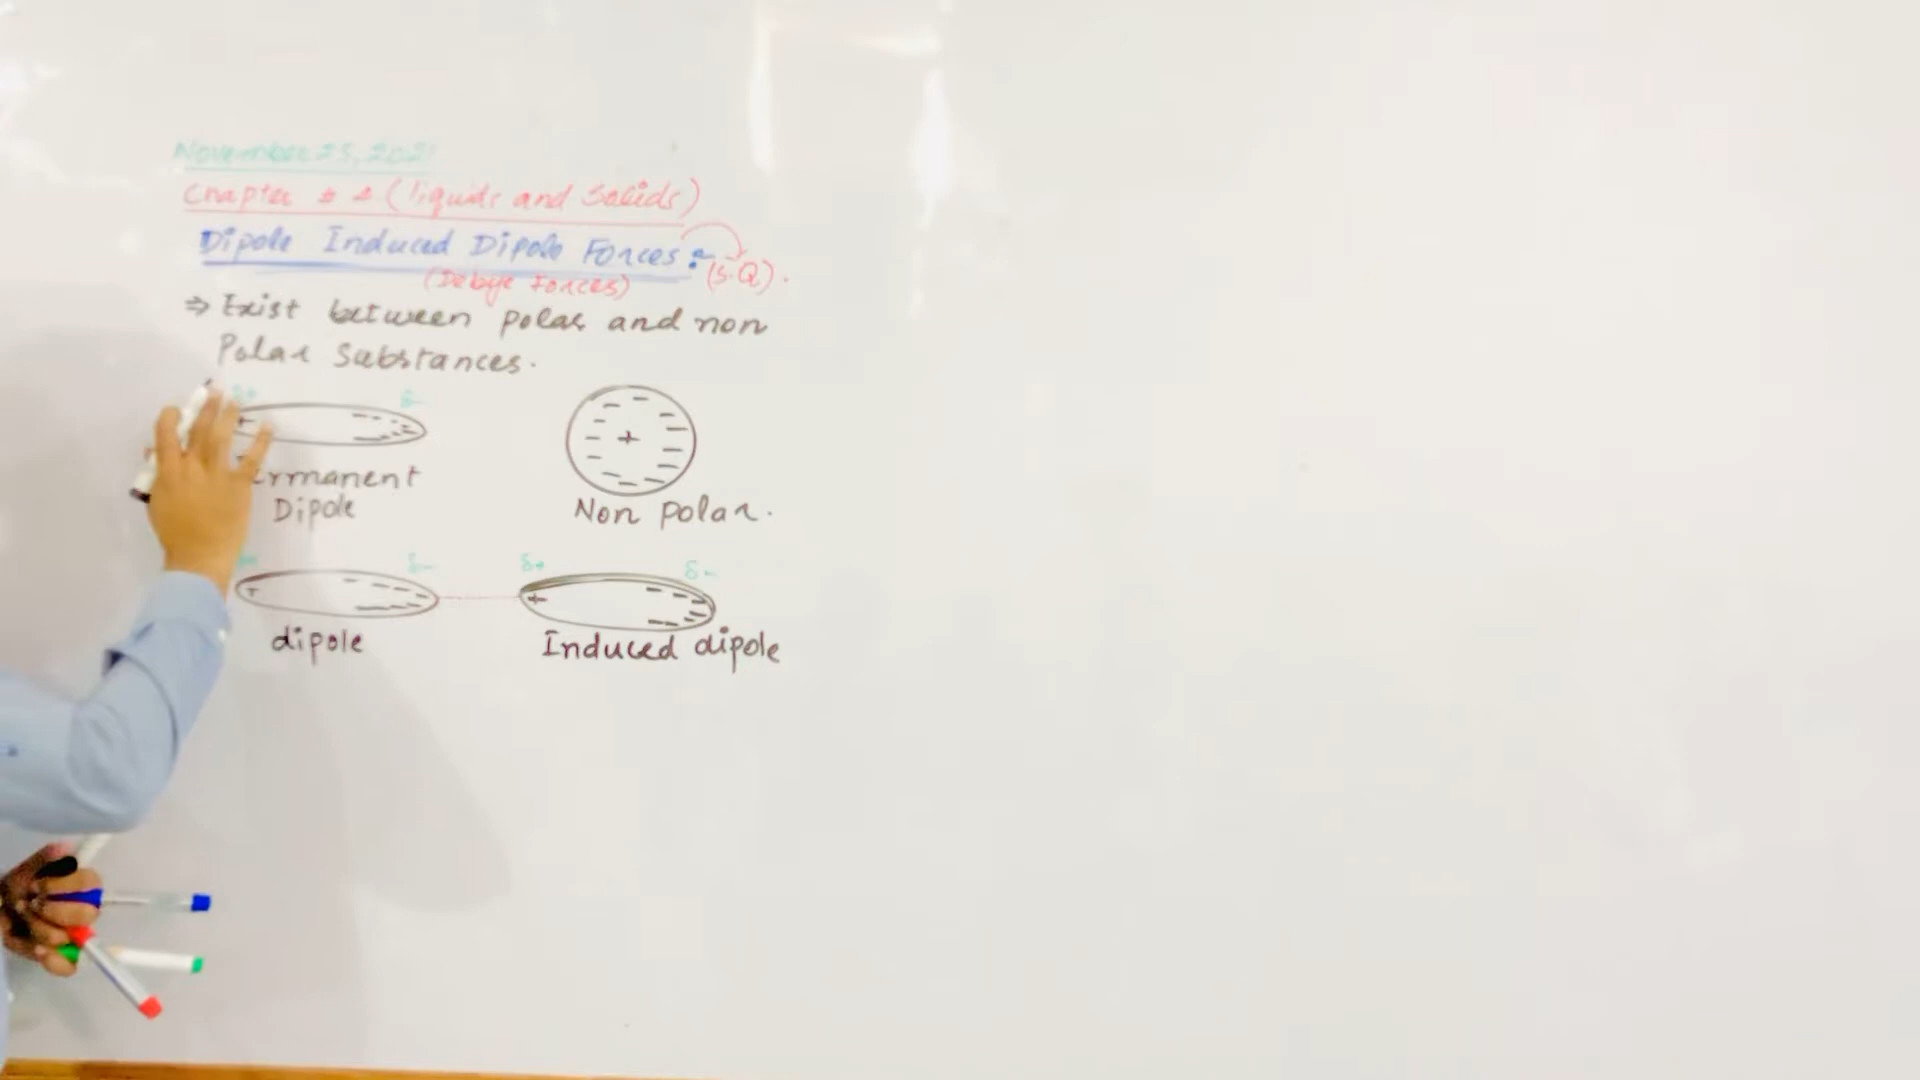 November 25, 2021
Chapter # 4 (liquids and Solids)
Dipole Induced Dipole Forces:- (S.Q).
(Debye Forces)
⇒ Exist between polar and non
Polar Substances.
δ+ δ-
+
Permanent
Dipole
+
Non polar.
δ+ δ- δ+ δ-
+ +
dipole Induced dipole